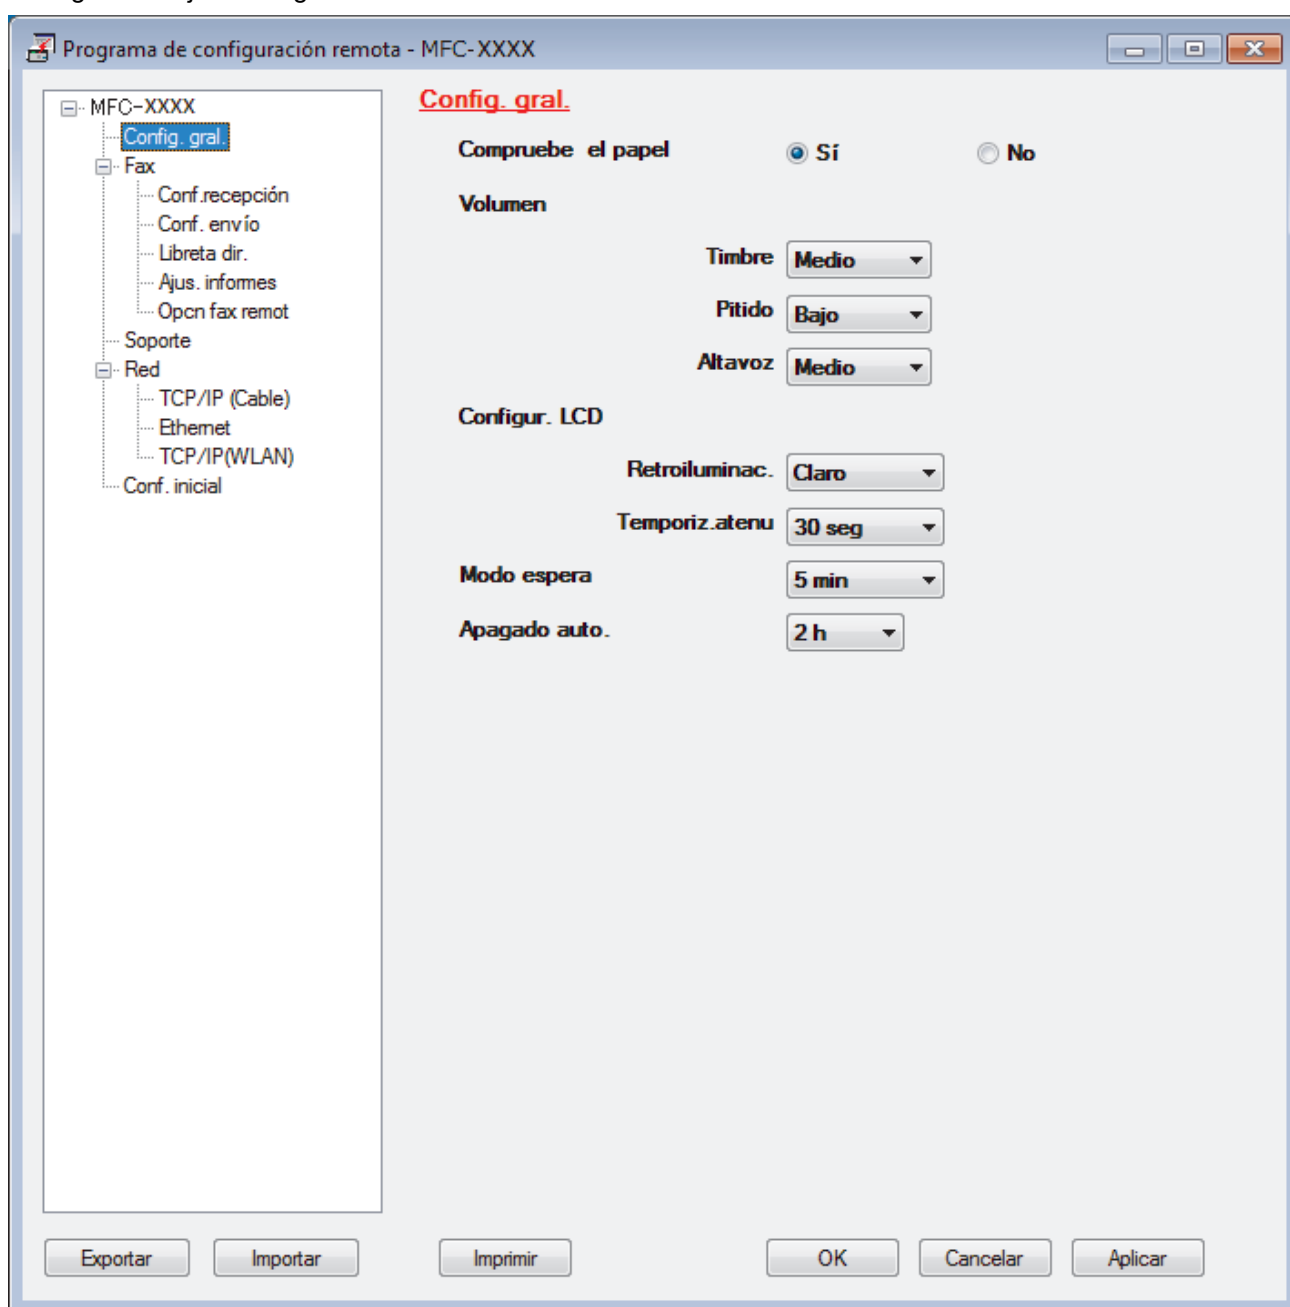 Programa de configuración remota - MFC-XXXX
MFC-XXXX
Config. gral.
Fax
Conf.recepción
Conf. envío
Libreta dir.
Ajus. informes
Opcn fax remot
Soporte
Red
TCP/IP (Cable)
Ethernet
TCP/IP(WLAN)
Conf. inicial
Config. gral.
Compruebe el papel Sí No
Volumen
Timbre Medio
Pitido Bajo
Altavoz Medio
Configur. LCD
Retroiluminac. Claro
Temporiz.atenu 30 seg
Modo espera 5 min
Apagado auto. 2 h
Exportar Importar Imprimir OK Cancelar Aplicar